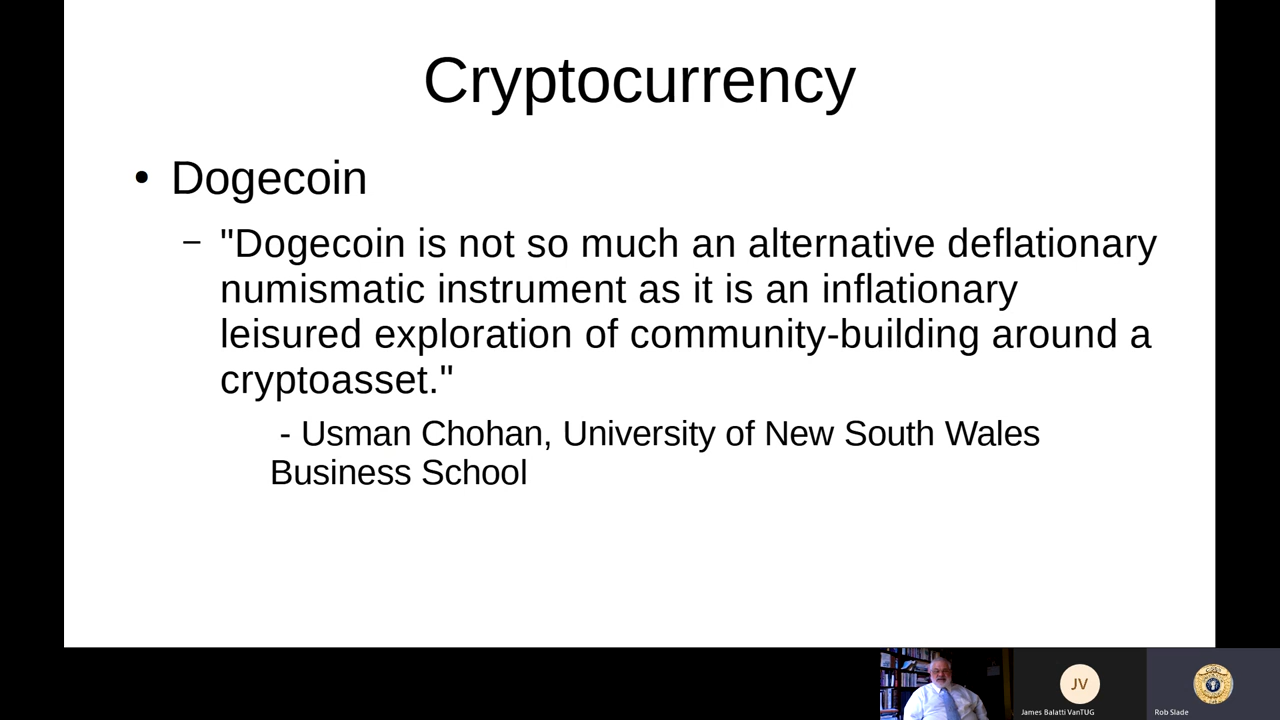 Cryptocurrency
• Dogecoin
– "Dogecoin is not so much an alternative deflationary
numismatic instrument as it is an inflationary
leisured exploration of community-building around a
cryptoasset."
- Usman Chohan, University of New South Wales
Business School
JV
James Balatti VanTUG
Rob Slade